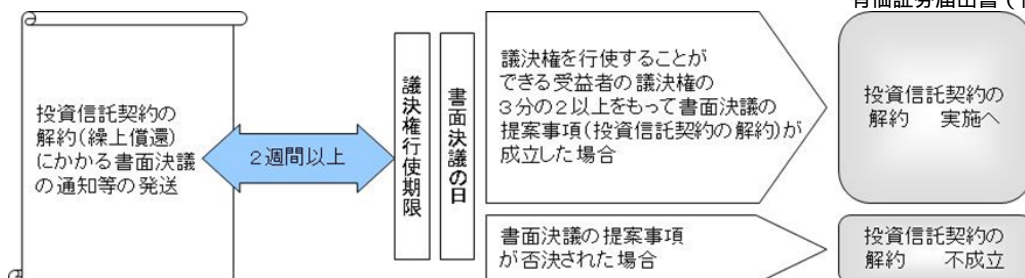 有価証券届出書（
投資信託契約の
解約(繰上償還)
にかかる書面決議
の通知等の発送
２週間以上
議決権行使期限
書面決議の日
議決権を行使することが
できる受益者の議決権の
３分の２以上をもって書面決議の
提案事項(投資信託契約の解約)が
成立した場合
投資信託契約の
解約　実施へ
書面決議の提案事項
が否決された場合
投資信託契約の
解約　不成立